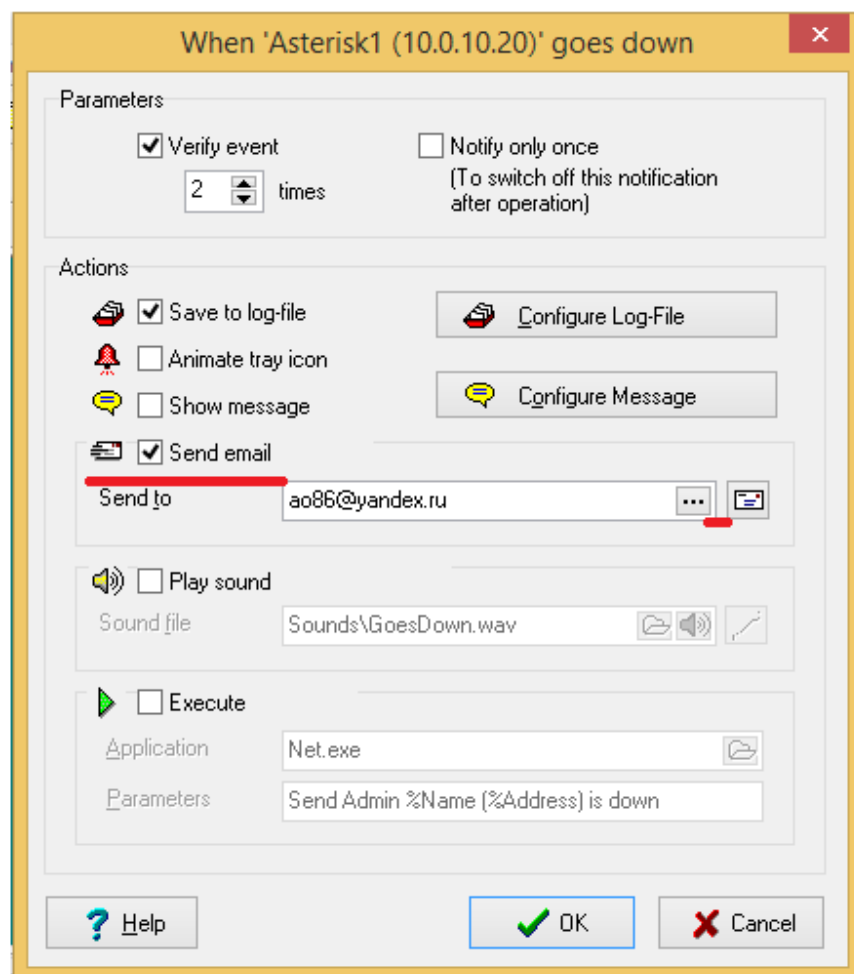 When 'Asterisk1 (10.0.10.20)' goes down
Parameters
Verify event
Notify only once
2 times
(To switch off this notification
after operation)
Actions
Save to log-file
Configure Log-File
Animate tray icon
Show message
Configure Message
Send email
Send to
ao86@yandex.ru
...
Play sound
Sound file
Sounds\GoesDown.wav
Execute
Application
Net.exe
Parameters
Send Admin %Name (%Address) is down
? Help
OK
Cancel